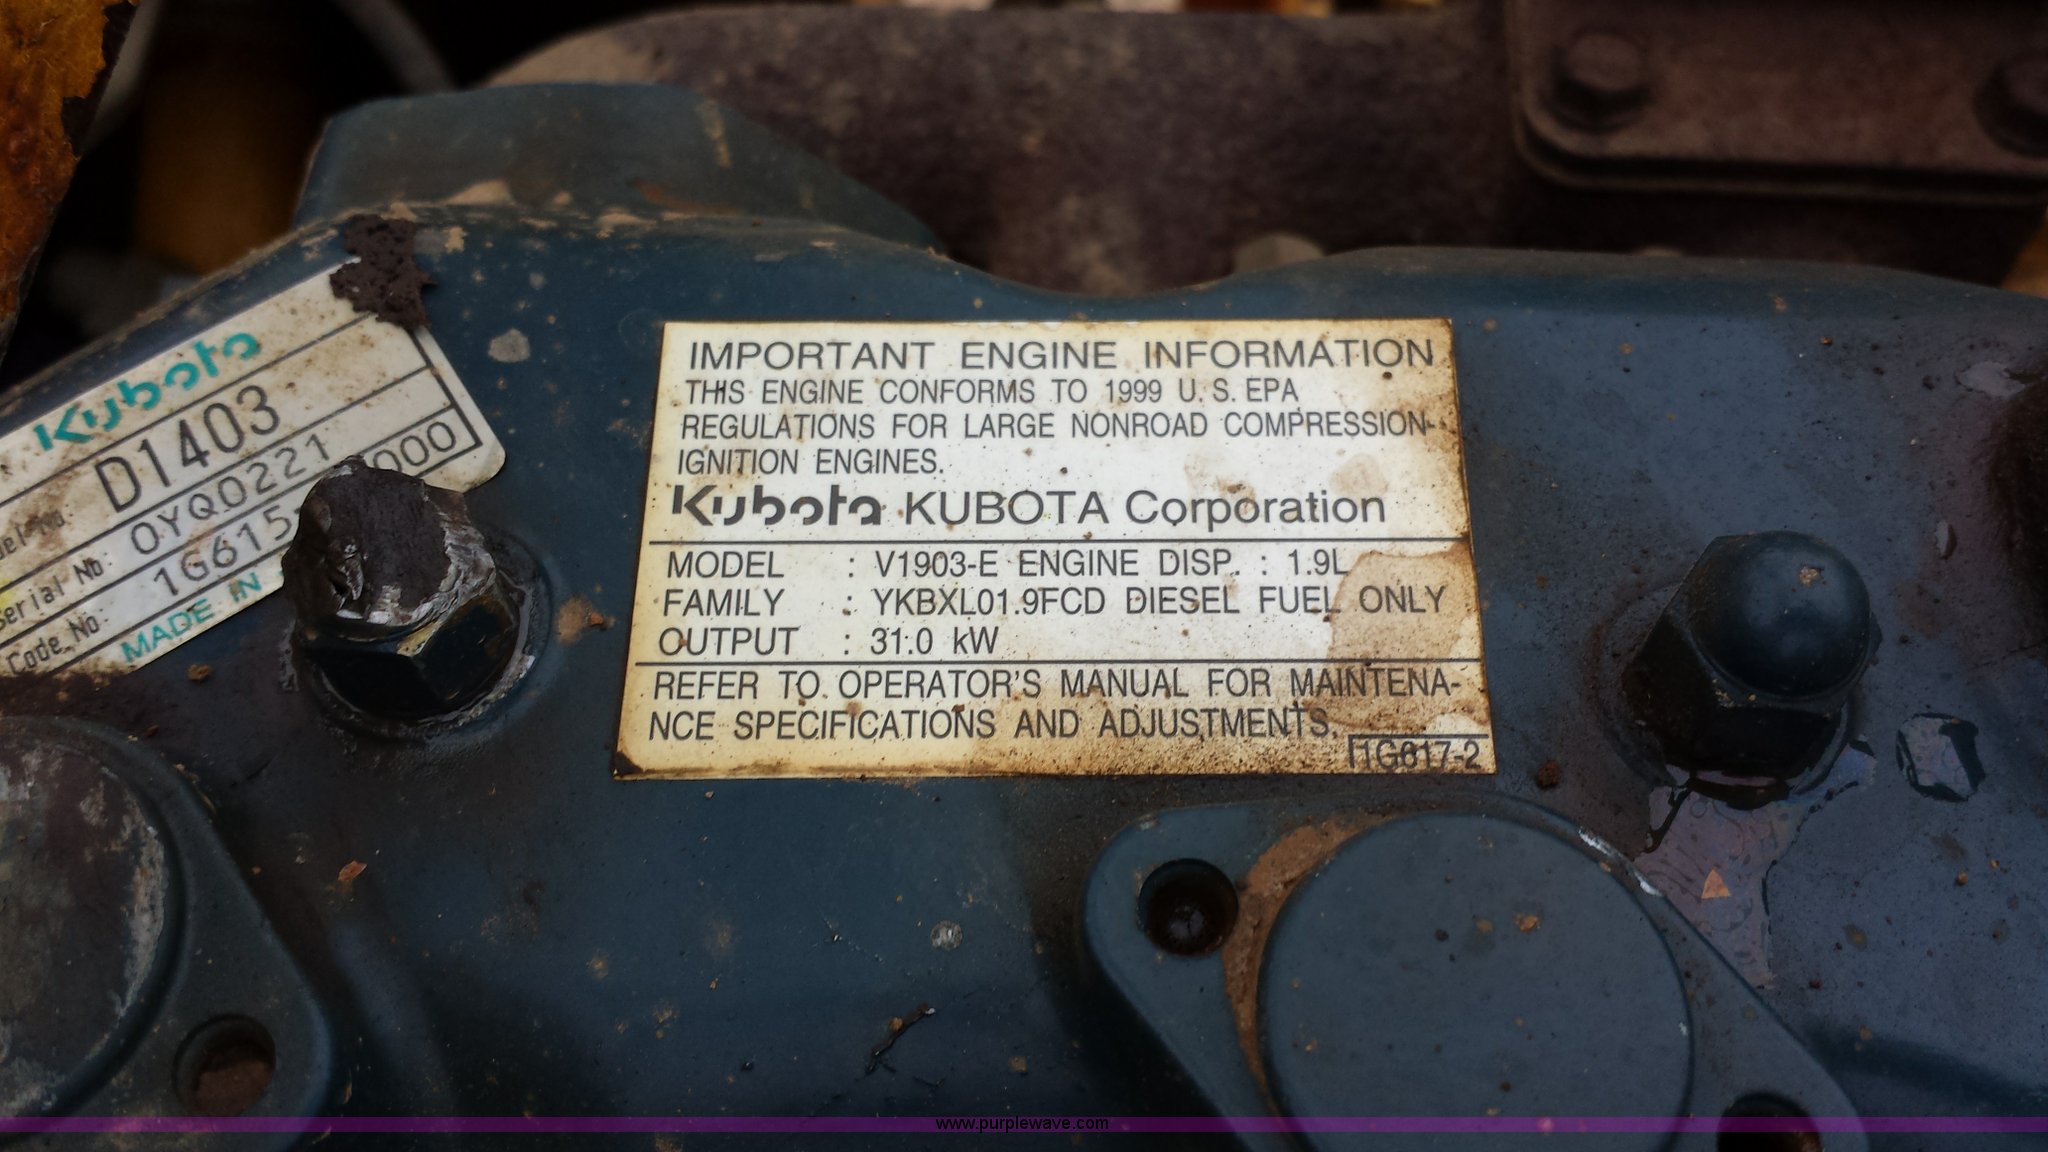 Kubota
D1403
Serial No. 0YQ0221
Code No. 1G615- 000
MADE IN
IMPORTANT ENGINE INFORMATION
THIS ENGINE CONFORMS TO 1999 U.S.EPA
REGULATIONS FOR LARGE NONROAD COMPRESSION-
IGNITION ENGINES.
Kubota KUBOTA Corporation
MODEL : V1903-E ENGINE DISP. : 1.9L
FAMILY : YKBXL01.9FCD DIESEL FUEL ONLY
OUTPUT : 31.0 kW
REFER TO OPERATOR'S MANUAL FOR MAINTENA-
NCE SPECIFICATIONS AND ADJUSTMENTS.
1G617-2
www.purplewave.com